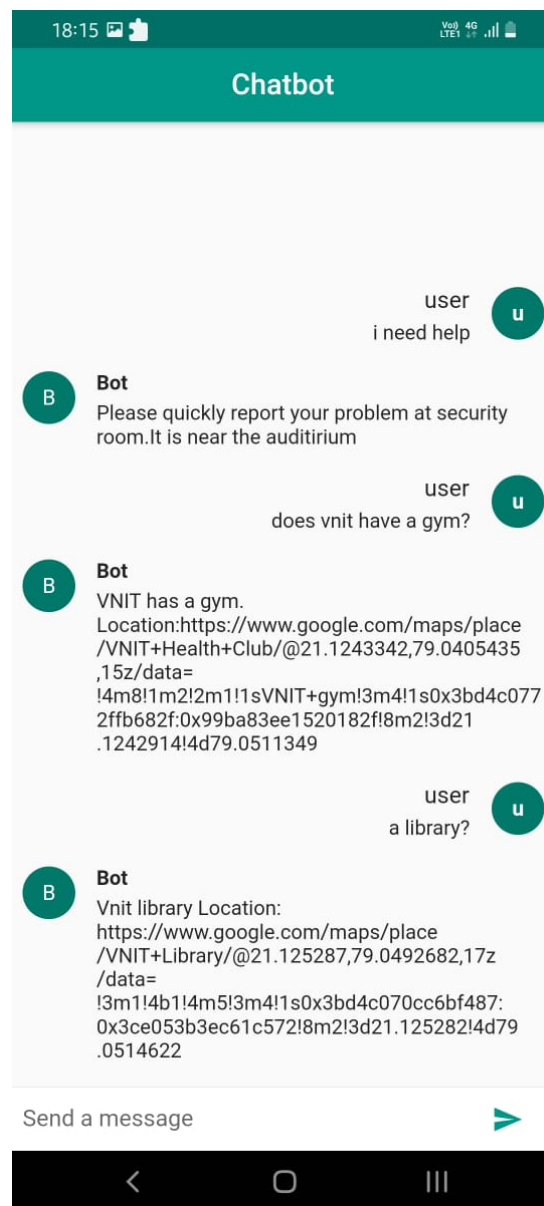 18:15
Vo)) 4G
LTE1
Chatbot
user
u
i need help
Bot
B
Please quickly report your problem at security
room.It is near the auditirium
user
u
does vnit have a gym?
Bot
B
VNIT has a gym.
Location:https://www.google.com/maps/place
/VNIT+Health+Club/@21.1243342,79.0405435
,15z/data=
!4m8!1m2!2m1!1sVNIT+gym!3m4!1s0x3bd4c077
2ffb682f:0x99ba83ee1520182f!8m2!3d21
.1242914!4d79.0511349
user
u
a library?
Bot
B
Vnit library Location:
https://www.google.com/maps/place
/VNIT+Library/@21.125287,79.0492682,17z
/data=
!3m1!4b1!4m5!3m4!1s0x3bd4c070cc6bf487:
0x3ce053b3ec61c572!8m2!3d21.125282!4d79
.0514622
Send a message